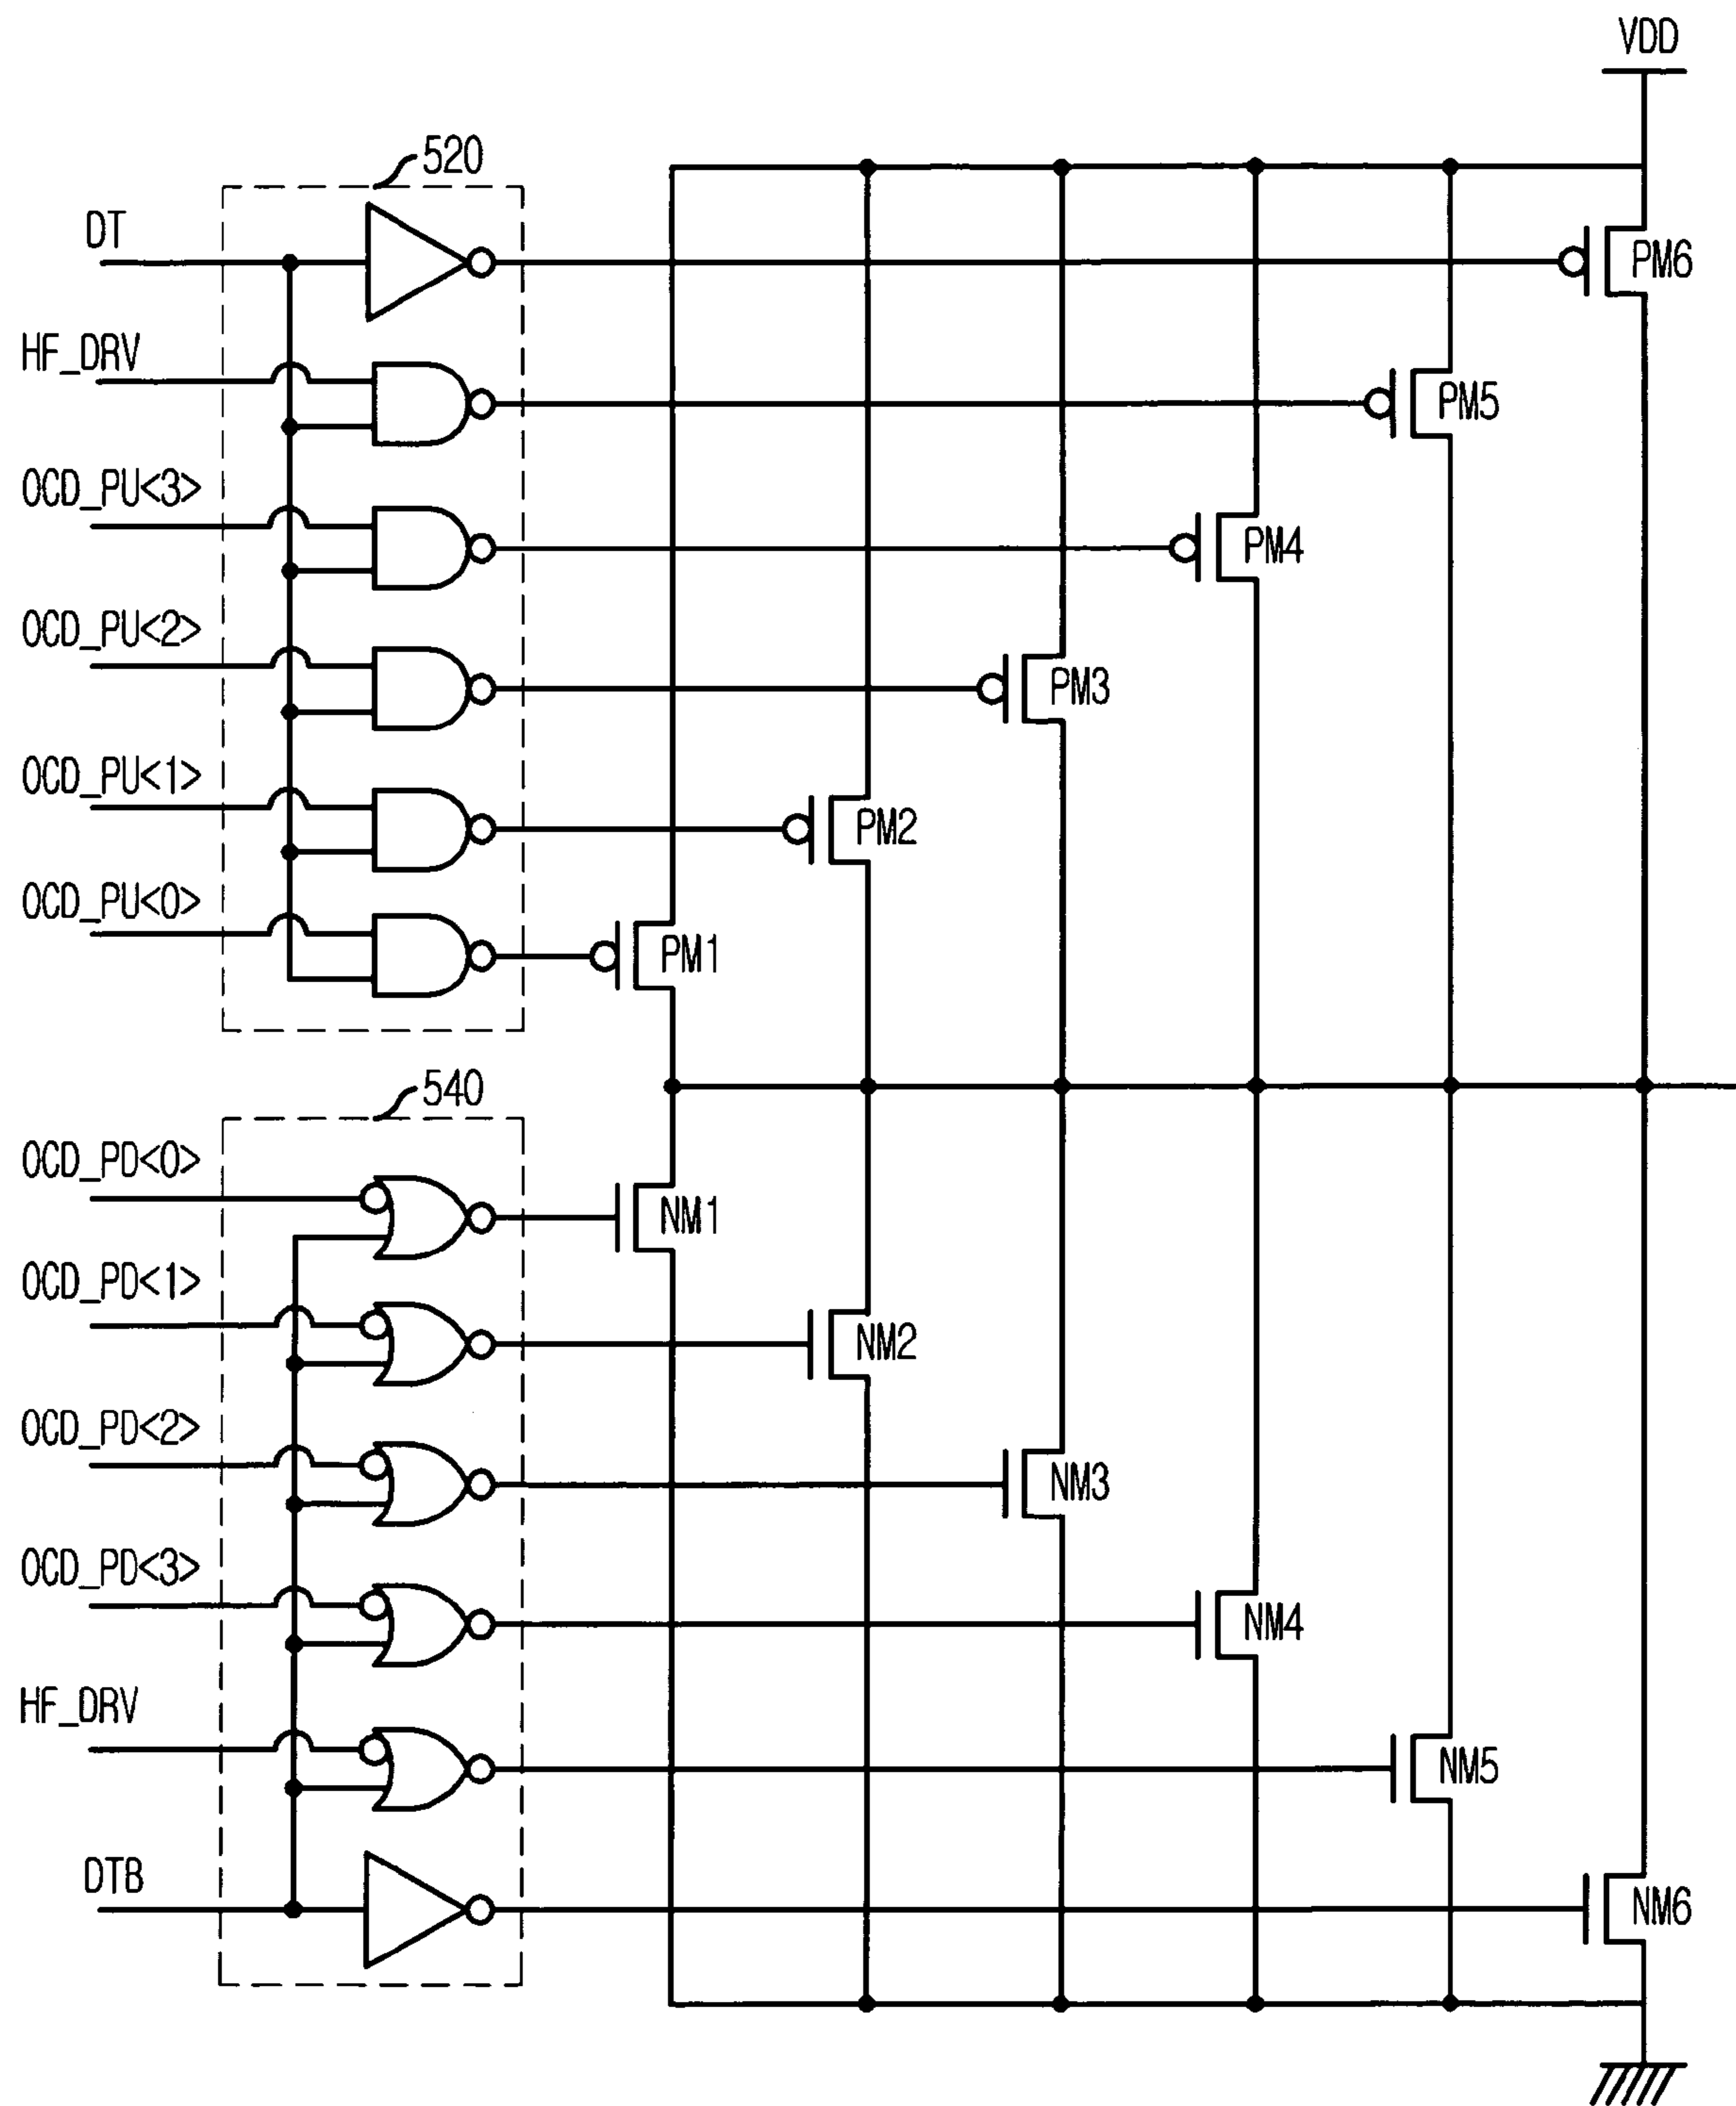 VDD
520
DT
PM6
HF_DRV
PM5
OCD_PU<3>
PM4
OCD_PU<2>
PM3
OCD_PU<1>
PM2
OCD_PU<0>
PM1
540
OCD_PD<0>
NM1
OCD_PD<1>
NM2
OCD_PD<2>
NM3
OCD_PD<3>
NM4
HF_DRV
NM5
DTB
NM6